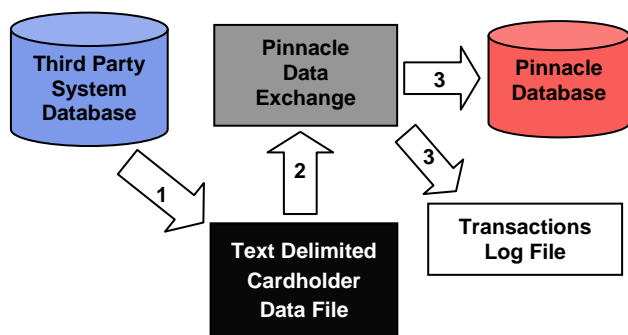 Third Party
System
Database
Pinnacle
Data
Exchange
3
Pinnacle
Database
1
2
3
Text Delimited
Cardholder
Data File
Transactions
Log File